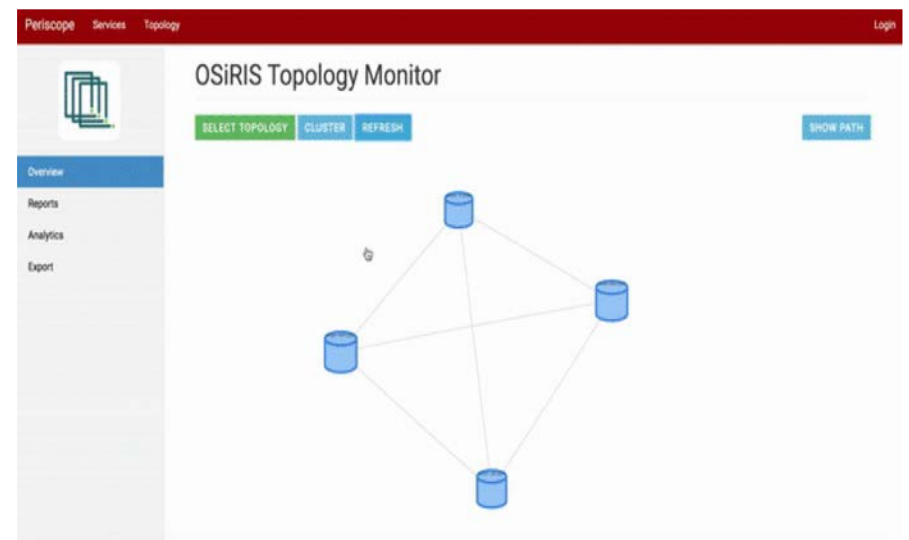 Periscope Services Topology Login
OSiRIS Topology Monitor
SELECT TOPOLOGY CLUSTER REFRESH SHOW PATH
Overview
Reports
Analytics
Export